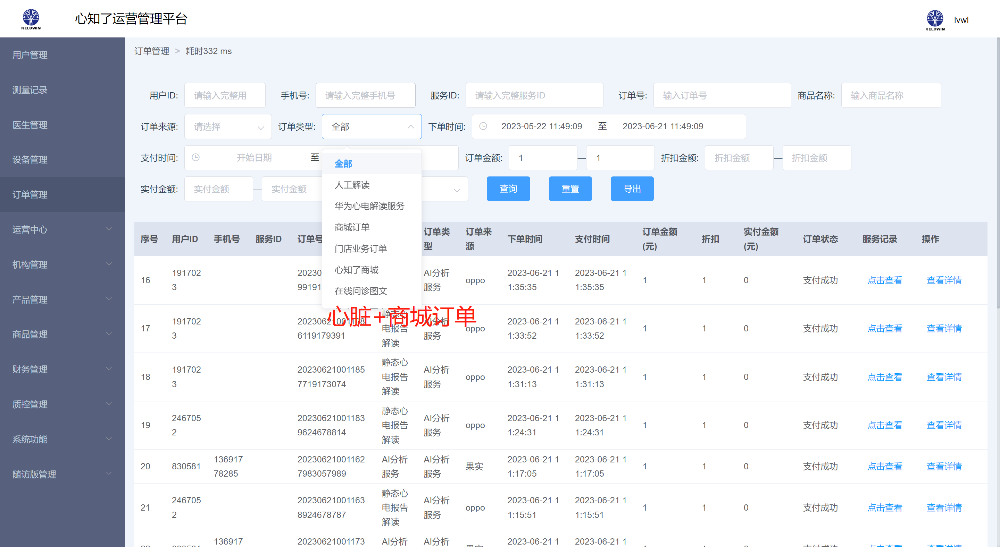 HELOWIN
心知了运营管理平台
HELOWIN
lvwl
用户管理
测量记录
医生管理
设备管理
订单管理
运营中心
机构管理
产品管理
商品管理
财务管理
质控管理
系统功能
随访版管理
订单管理 > 耗时332 ms
用户ID: 请输入完整用 手机号: 请输入完整手机号 服务ID: 请输入完整服务ID 订单号: 输入订单号 商品名称: 输入商品名称
订单来源: 请选择 订单类型: 全部 下单时间: 2023-05-22 11:49:09 至 2023-06-21 11:49:09
支付时间: 开始日期 至 订单金额: 1 — 1 折扣金额: 折扣金额 — 折扣金额
实付金额: 实付金额 — 实付金额 查询 重置 导出
全部
人工解读
华为心电解读服务
商城订单
门店业务订单
心知了商城
在线问诊图文
心脏+商城订单
序号 用户ID 手机号 服务ID 订单号 订单类型 订单来源 下单时间 支付时间 订单金额(元) 折扣 实付金额(元) 订单状态 服务记录 操作
16 1917023 20230 99191 AI分析服务 oppo 2023-06-21 11:35:35 2023-06-21 11:35:35 1 1 0 支付成功 点击查看 查看详情
17 1917023 202306210011986119179391 静态心电报告解读 AI分析服务 oppo 2023-06-21 11:33:52 2023-06-21 11:33:52 1 1 0 支付成功 点击查看 查看详情
18 1917023 202306210011857719173074 静态心电报告解读 AI分析服务 oppo 2023-06-21 11:31:13 2023-06-21 11:31:13 1 1 0 支付成功 点击查看 查看详情
19 2467052 202306210011839624678814 静态心电报告解读 AI分析服务 oppo 2023-06-21 11:24:31 2023-06-21 11:24:31 1 1 0 支付成功 点击查看 查看详情
20 830581 13691778285 202306210011627983057989 AI分析服务 AI分析服务 果实 2023-06-21 11:17:05 2023-06-21 11:17:05 1 1 0 支付成功 点击查看 查看详情
21 2467052 202306210011638924678787 静态心电报告解读 AI分析服务 oppo 2023-06-21 11:15:51 2023-06-21 11:15:51 1 1 0 支付成功 点击查看 查看详情
136917 20230621001173 AI分析 AI分析 2023-06-21 1 2023-06-21 1